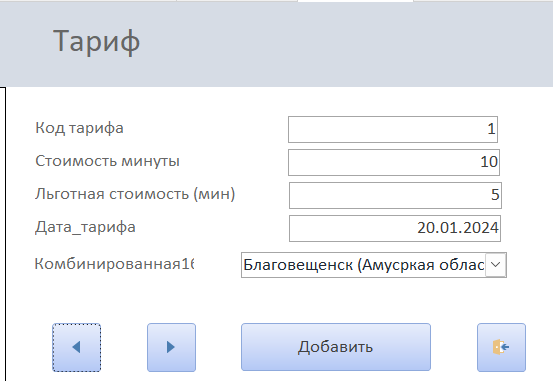 Тариф
Код тарифа 1
Стоимость минуты 10
Льготная стоимость (мин) 5
Дата_тарифа 20.01.2024
Комбинированная16 Благовещенск (Амусркая облас
Добавить